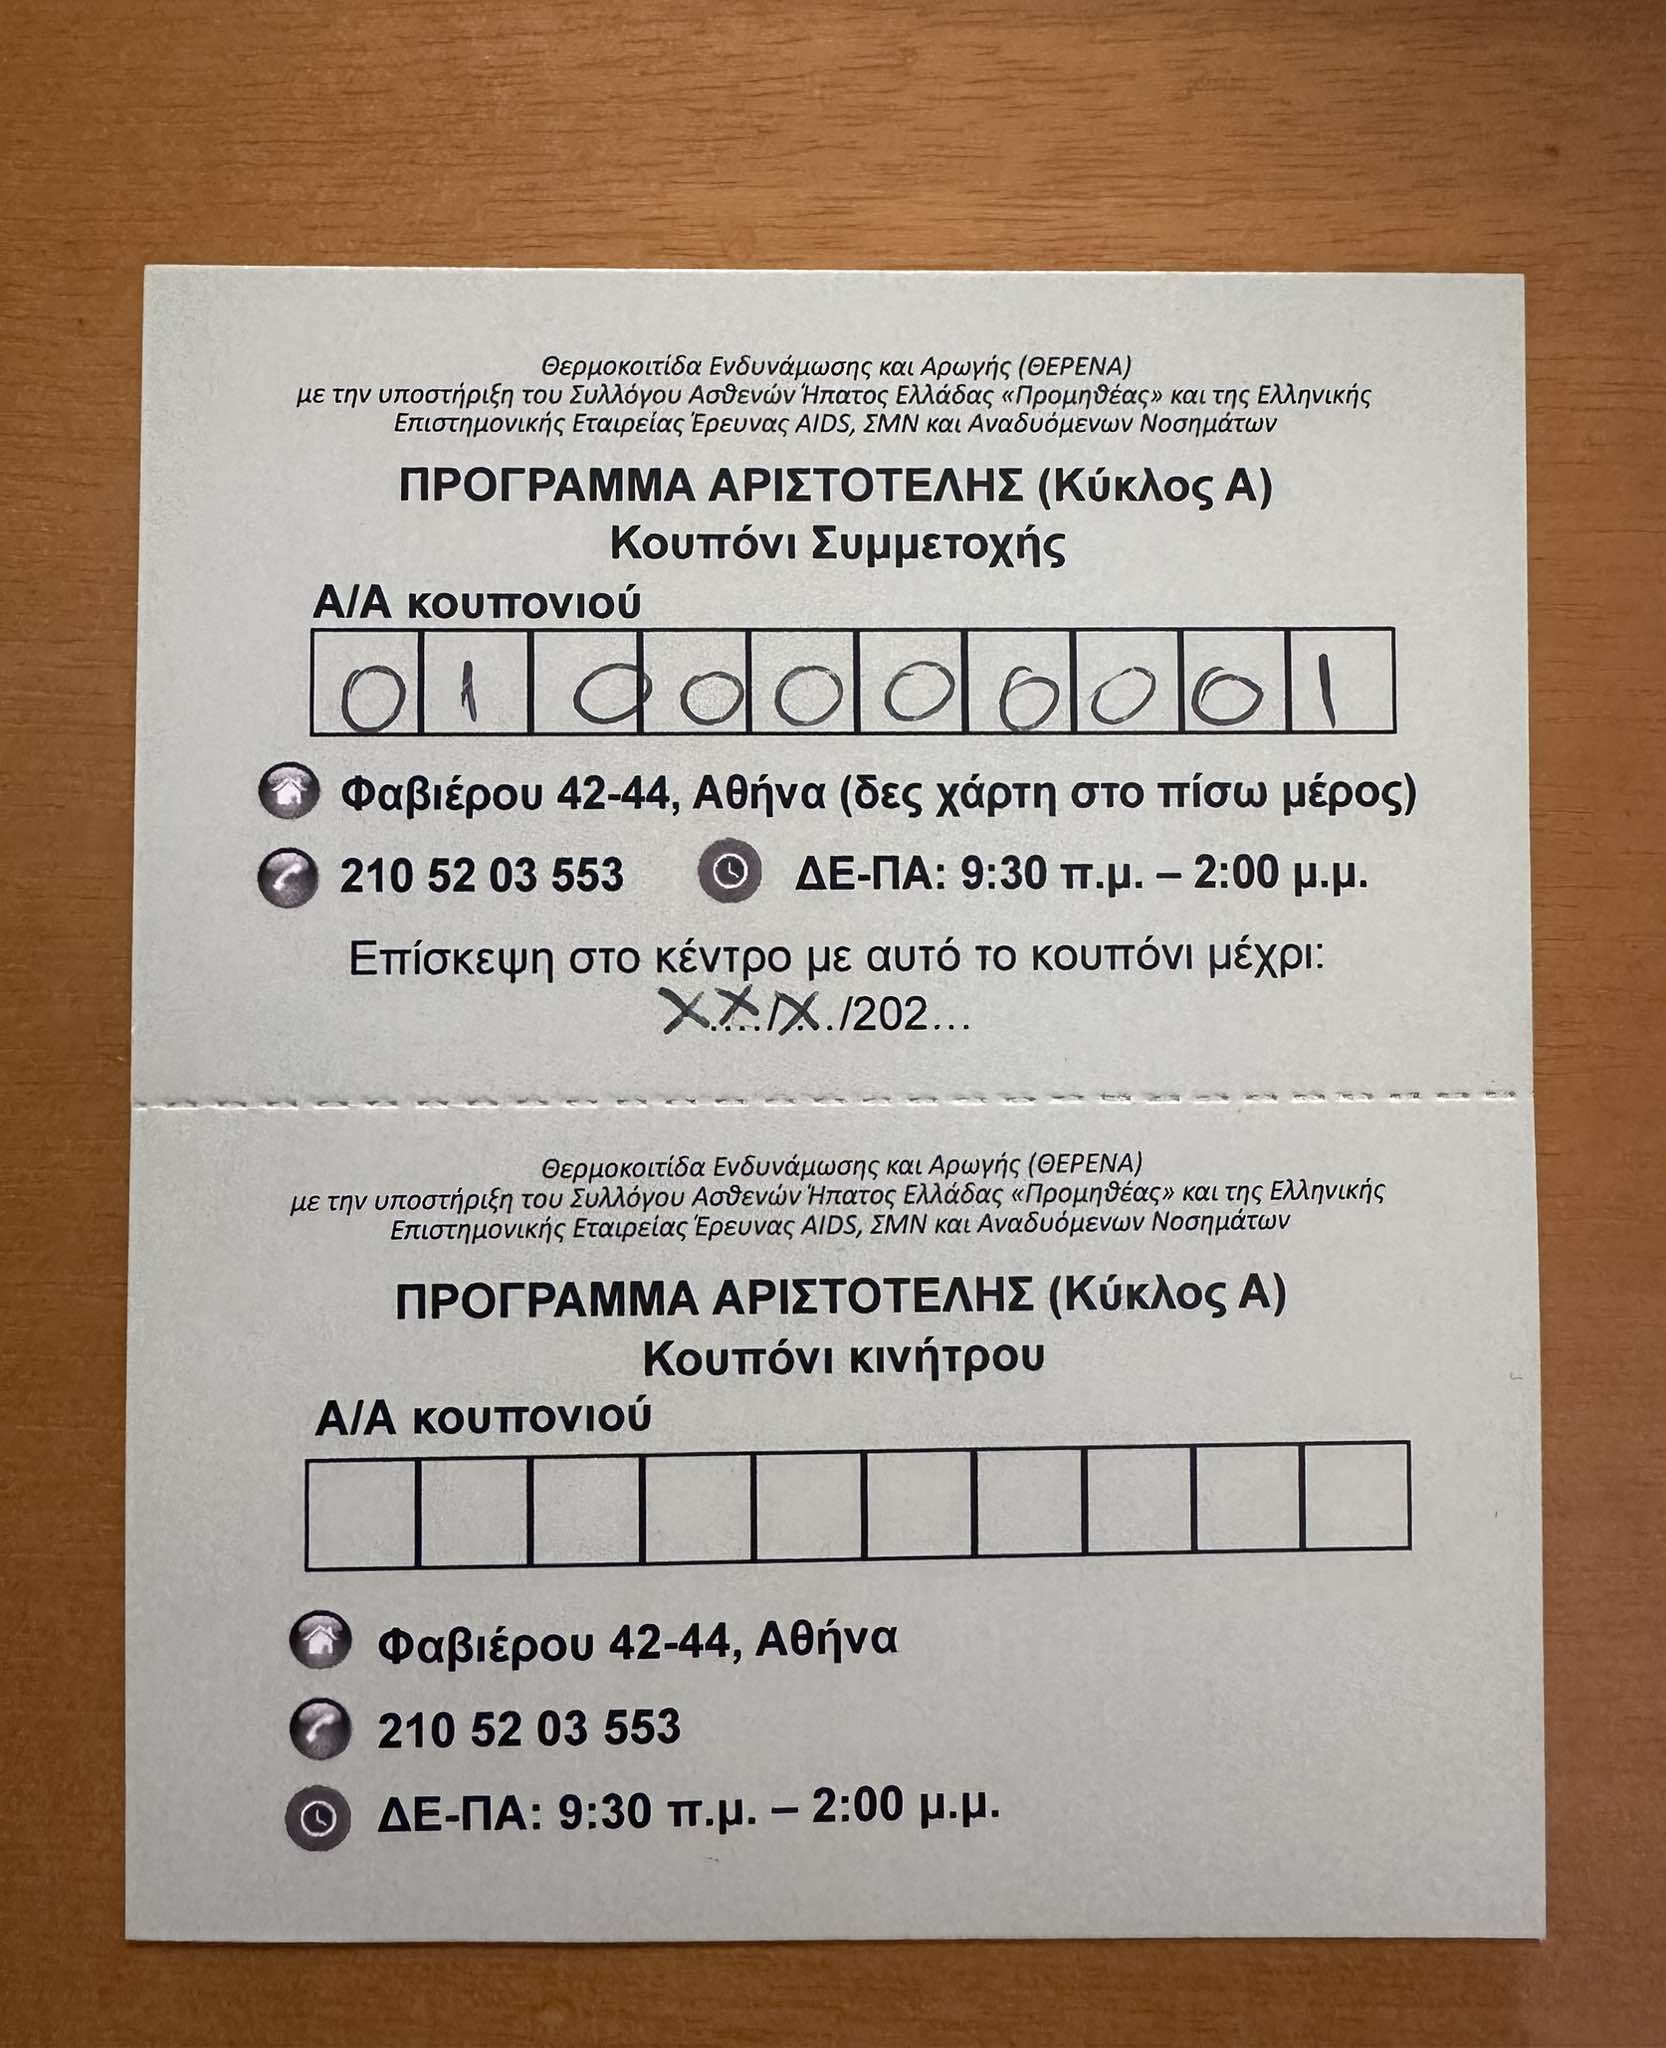 Θερμοκοιτίδα Ενδυνάμωσης και Αρωγής (ΘΕΡΕΝΑ)
με την υποστήριξη του Συλλόγου Ασθενών Ήπατος Ελλάδας «Προμηθέας» και της Ελληνικής
Επιστημονικής Εταιρείας Έρευνας AIDS, ΣΜΝ και Αναδυόμενων Νοσημάτων
ΠΡΟΓΡΑΜΜΑ ΑΡΙΣΤΟΤΕΛΗΣ (Κύκλος Α)
Κουπόνι Συμμετοχής
Α/Α κουπονιού
0 1 0 0 0 0 0 0 0 1
Φαβιέρου 42-44, Αθήνα (δες χάρτη στο πίσω μέρος)
210 52 03 553 ΔΕ-ΠΑ: 9:30 π.μ. – 2:00 μ.μ.
Επίσκεψη στο κέντρο με αυτό το κουπόνι μέχρι:
XX..../X../202...
Θερμοκοιτίδα Ενδυνάμωσης και Αρωγής (ΘΕΡΕΝΑ)
με την υποστήριξη του Συλλόγου Ασθενών Ήπατος Ελλάδας «Προμηθέας» και της Ελληνικής
Επιστημονικής Εταιρείας Έρευνας AIDS, ΣΜΝ και Αναδυόμενων Νοσημάτων
ΠΡΟΓΡΑΜΜΑ ΑΡΙΣΤΟΤΕΛΗΣ (Κύκλος Α)
Κουπόνι κινήτρου
Α/Α κουπονιού
Φαβιέρου 42-44, Αθήνα
210 52 03 553
ΔΕ-ΠΑ: 9:30 π.μ. – 2:00 μ.μ.